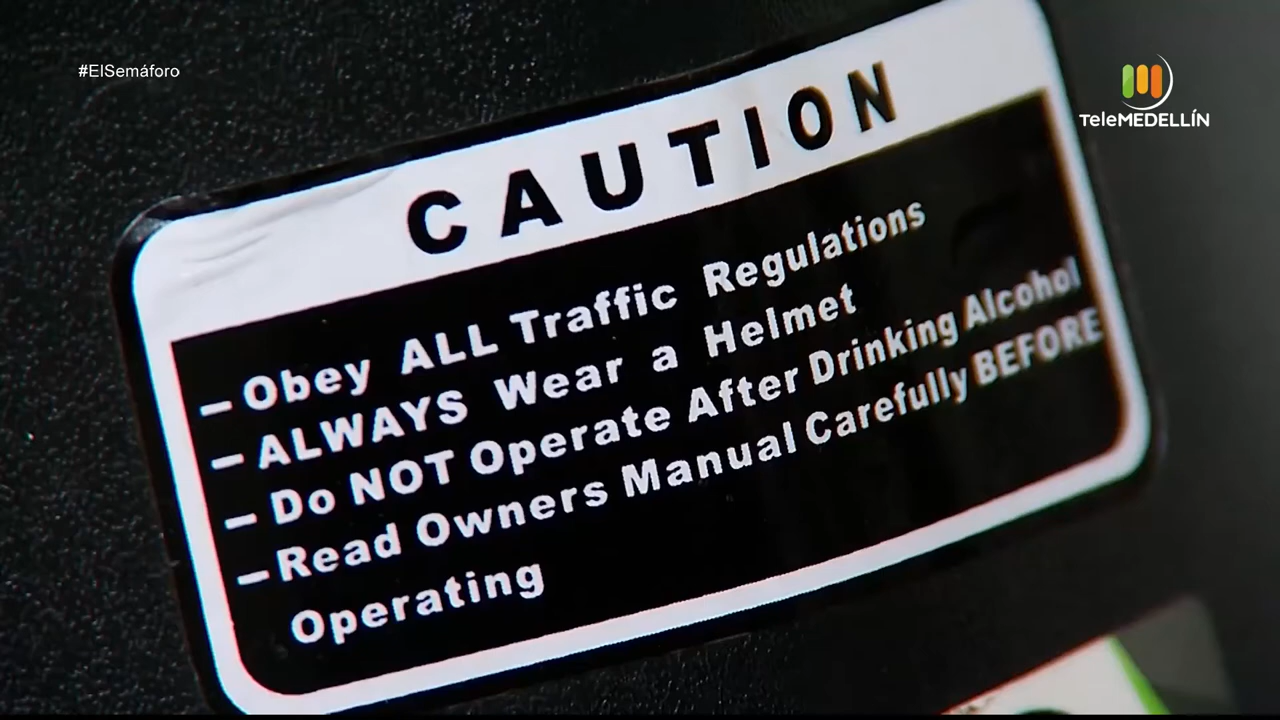 #ElSemáforo
TeleMEDELLÍN
CAUTION
– Obey ALL Traffic Regulations
– ALWAYS Wear a Helmet
– Do NOT Operate After Drinking Alcohol
– Read Owners Manual Carefully BEFORE
Operating